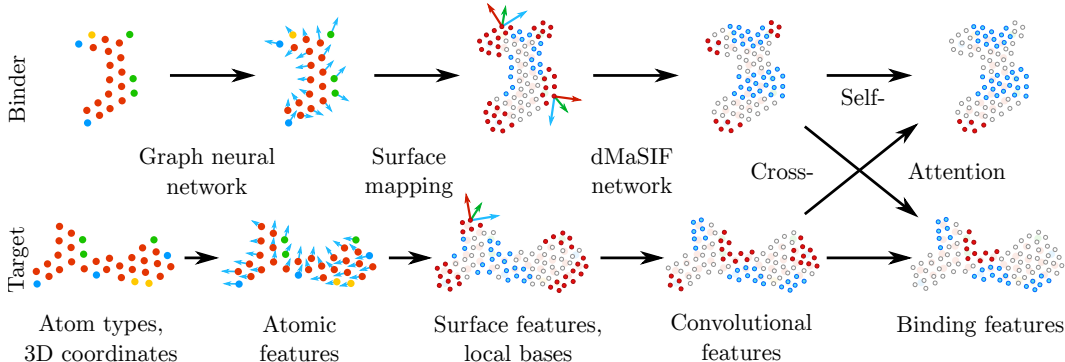 Binder
Self-
Graph neural
network
Surface
mapping
dMaSIF
network
Cross-
Attention
Target
Atom types,
3D coordinates
Atomic
features
Surface features,
local bases
Convolutional
features
Binding features